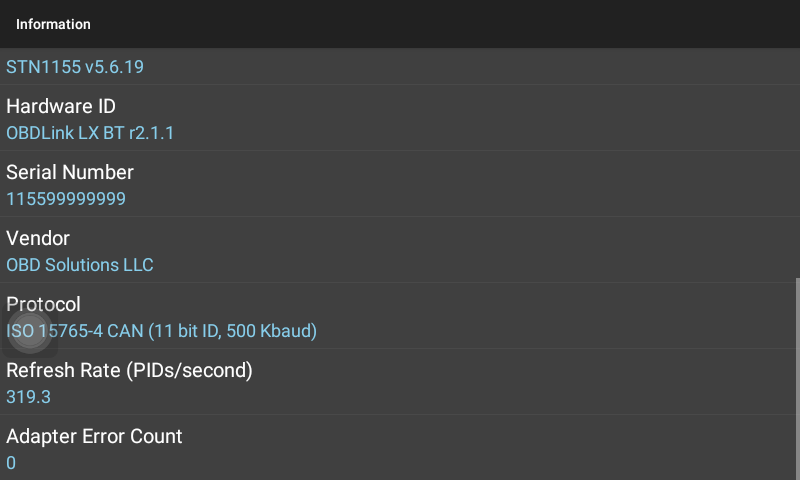 Information
STN1155 v5.6.19
Hardware ID
OBDLink LX BT r2.1.1
Serial Number
115599999999
Vendor
OBD Solutions LLC
Protocol
ISO 15765-4 CAN (11 bit ID, 500 Kbaud)
Refresh Rate (PIDs/second)
319.3
Adapter Error Count
0